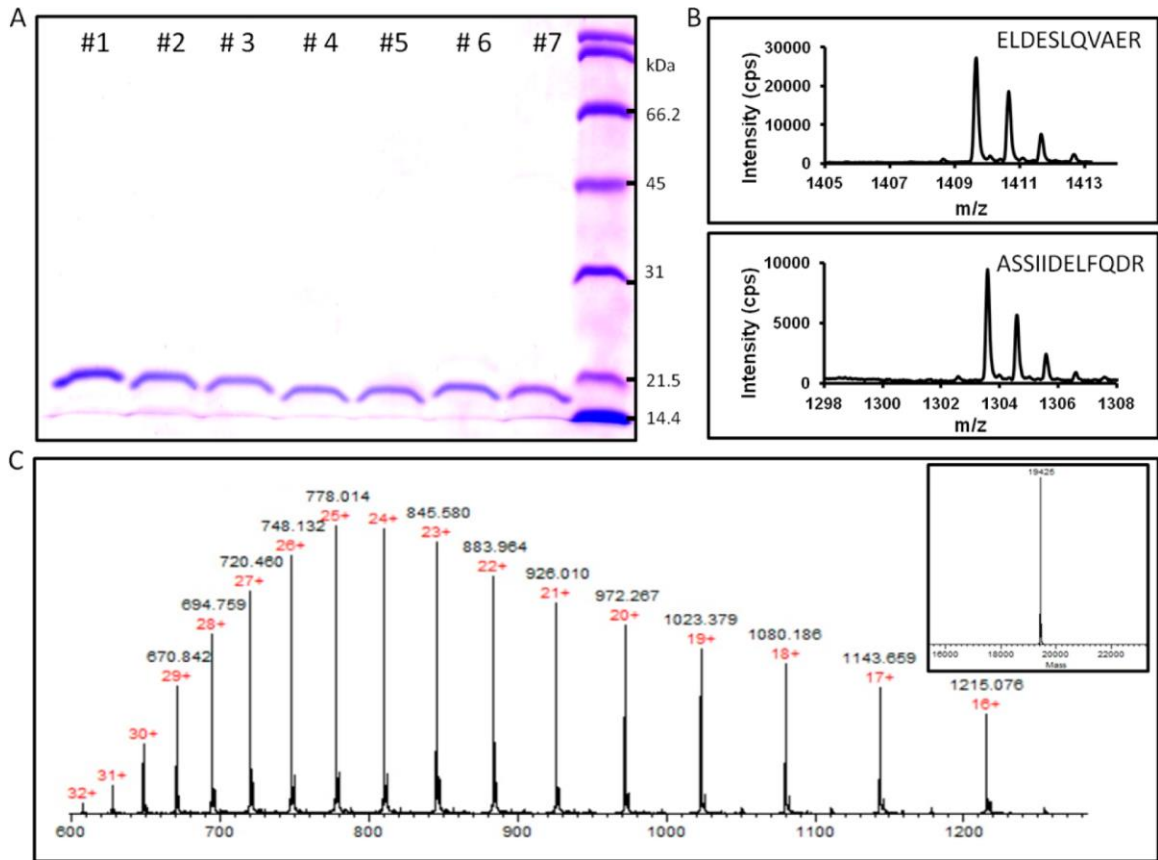 A
#1 #2 # 3 # 4 #5 # 6 #7
kDa
66.2
45
31
21.5
14.4
B
ELDESLQVAER
Intensity (cps)
30000
20000
10000
0
1405 1407 1409 1411 1413
m/z
ASSIIDELFQDR
Intensity (cps)
10000
5000
0
1298 1300 1302 1304 1306 1308
m/z
C
32+
31+
30+
670.842
29+
694.759
28+
720.460
27+
748.132
26+
778.014
25+
24+
845.580
23+
883.964
22+
926.010
21+
972.267
20+
1023.379
19+
1080.186
18+
1143.659
17+
1215.076
16+
600 700 800 900 1000 1100 1200
19425
16000 18000 20000 22000
Mass